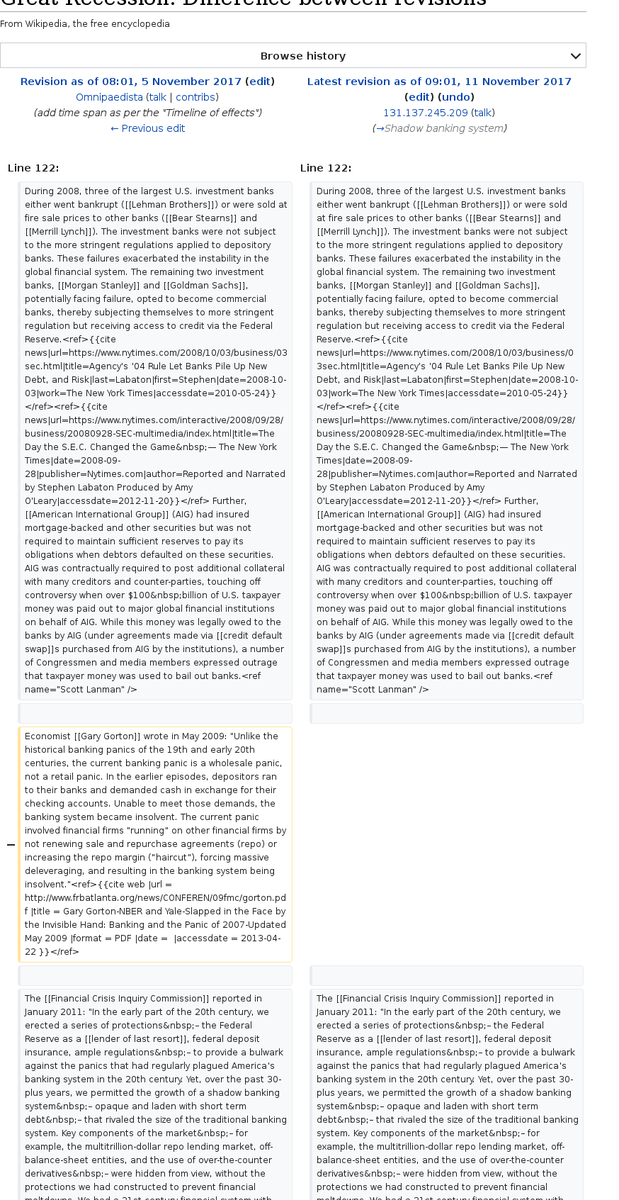 Great Recession: Difference between revisions
From Wikipedia, the free encyclopedia
Browse history
Revision as of 08:01, 5 November 2017 (edit)
Omnipaedista (talk | contribs)
(add time span as per the "Timeline of effects")
← Previous edit
Latest revision as of 09:01, 11 November 2017
(edit) (undo)
131.137.245.209 (talk)
(→Shadow banking system)
Line 122:
During 2008, three of the largest U.S. investment banks
either went bankrupt ([[Lehman Brothers]]) or were sold at
fire sale prices to other banks ([[Bear Stearns]] and
[[Merrill Lynch]]). The investment banks were not subject
to the more stringent regulations applied to depository
banks. These failures exacerbated the instability in the
global financial system. The remaining two investment
banks, [[Morgan Stanley]] and [[Goldman Sachs]],
potentially facing failure, opted to become commercial
banks, thereby subjecting themselves to more stringent
regulation but receiving access to credit via the Federal
Reserve.<ref>{{cite
news|url=https://www.nytimes.com/2008/10/03/business/03
sec.html|title=Agency's '04 Rule Let Banks Pile Up New
Debt, and Risk|last=Labaton|first=Stephen|date=2008-10-
03|work=The New York Times|accessdate=2010-05-24}}
</ref><ref>{{cite
news|url=https://www.nytimes.com/interactive/2008/09/28/
business/20080928-SEC-multimedia/index.html|title=The
Day the S.E.C. Changed the Game&nbsp;— The New York
Times|date=2008-09-
28|publisher=Nytimes.com|author=Reported and Narrated
by Stephen Labaton Produced by Amy
O'Leary|accessdate=2012-11-20}}</ref> Further,
[[American International Group]] (AIG) had insured
mortgage-backed and other securities but was not
required to maintain sufficient reserves to pay its
obligations when debtors defaulted on these securities.
AIG was contractually required to post additional collateral
with many creditors and counter-parties, touching off
controversy when over $100&nbsp;billion of U.S. taxpayer
money was paid out to major global financial institutions
on behalf of AIG. While this money was legally owed to the
banks by AIG (under agreements made via [[credit default
swap]]s purchased from AIG by the institutions), a number
of Congressmen and media members expressed outrage
that taxpayer money was used to bail out banks.<ref
name="Scott Lanman" />
Line 122:
During 2008, three of the largest U.S. investment banks
either went bankrupt ([[Lehman Brothers]]) or were sold
at fire sale prices to other banks ([[Bear Stearns]] and
[[Merrill Lynch]]). The investment banks were not subject
to the more stringent regulations applied to depository
banks. These failures exacerbated the instability in the
global financial system. The remaining two investment
banks, [[Morgan Stanley]] and [[Goldman Sachs]],
potentially facing failure, opted to become commercial
banks, thereby subjecting themselves to more stringent
regulation but receiving access to credit via the Federal
Reserve.<ref>{{cite
news|url=https://www.nytimes.com/2008/10/03/business/0
3sec.html|title=Agency's '04 Rule Let Banks Pile Up New
Debt, and Risk|last=Labaton|first=Stephen|date=2008-10-
03|work=The New York Times|accessdate=2010-05-24}}
</ref><ref>{{cite
news|url=https://www.nytimes.com/interactive/2008/09/28/
business/20080928-SEC-multimedia/index.html|title=The
Day the S.E.C. Changed the Game&nbsp;— The New York
Times|date=2008-09-
28|publisher=Nytimes.com|author=Reported and Narrated
by Stephen Labaton Produced by Amy
O'Leary|accessdate=2012-11-20}}</ref> Further,
[[American International Group]] (AIG) had insured
mortgage-backed and other securities but was not
required to maintain sufficient reserves to pay its
obligations when debtors defaulted on these securities.
AIG was contractually required to post additional collateral
with many creditors and counter-parties, touching off
controversy when over $100&nbsp;billion of U.S. taxpayer
money was paid out to major global financial institutions
on behalf of AIG. While this money was legally owed to the
banks by AIG (under agreements made via [[credit default
swap]]s purchased from AIG by the institutions), a number
of Congressmen and media members expressed outrage
that taxpayer money was used to bail out banks.<ref
name="Scott Lanman" />
−
Economist [[Gary Gorton]] wrote in May 2009: "Unlike the
historical banking panics of the 19th and early 20th
centuries, the current banking panic is a wholesale panic,
not a retail panic. In the earlier episodes, depositors ran
to their banks and demanded cash in exchange for their
checking accounts. Unable to meet those demands, the
banking system became insolvent. The current panic
involved financial firms "running" on other financial firms by
not renewing sale and repurchase agreements (repo) or
increasing the repo margin ("haircut"), forcing massive
deleveraging, and resulting in the banking system being
insolvent."<ref>{{cite web |url =
http://www.frbatlanta.org/news/CONFEREN/09fmc/gorton.pd
f |title = Gary Gorton-NBER and Yale-Slapped in the Face by
the Invisible Hand: Banking and the Panic of 2007-Updated
May 2009 |format = PDF |date = |accessdate = 2013-04-
22 }}</ref>
The [[Financial Crisis Inquiry Commission]] reported in
January 2011: "In the early part of the 20th century, we
erected a series of protections&nbsp;– the Federal
Reserve as a [[lender of last resort]], federal deposit
insurance, ample regulations&nbsp;– to provide a bulwark
against the panics that had regularly plagued America's
banking system in the 20th century. Yet, over the past 30-
plus years, we permitted the growth of a shadow banking
system&nbsp;– opaque and laden with short term
debt&nbsp;– that rivaled the size of the traditional banking
system. Key components of the market&nbsp;– for
example, the multitrillion-dollar repo lending market, off-
balance-sheet entities, and the use of over-the-counter
derivatives&nbsp;– were hidden from view, without the
protections we had constructed to prevent financial
meltdowns. We had a 21st-century financial system with
The [[Financial Crisis Inquiry Commission]] reported in
January 2011: "In the early part of the 20th century, we
erected a series of protections&nbsp;– the Federal
Reserve as a [[lender of last resort]], federal deposit
insurance, ample regulations&nbsp;– to provide a bulwark
against the panics that had regularly plagued America's
banking system in the 20th century. Yet, over the past 30-
plus years, we permitted the growth of a shadow banking
system&nbsp;– opaque and laden with short term
debt&nbsp;– that rivaled the size of the traditional banking
system. Key components of the market&nbsp;– for
example, the multitrillion-dollar repo lending market, off-
balance-sheet entities, and the use of over-the-counter
derivatives&nbsp;– were hidden from view, without the
protections we had constructed to prevent financial
meltdowns. We had a 21st-century financial system with